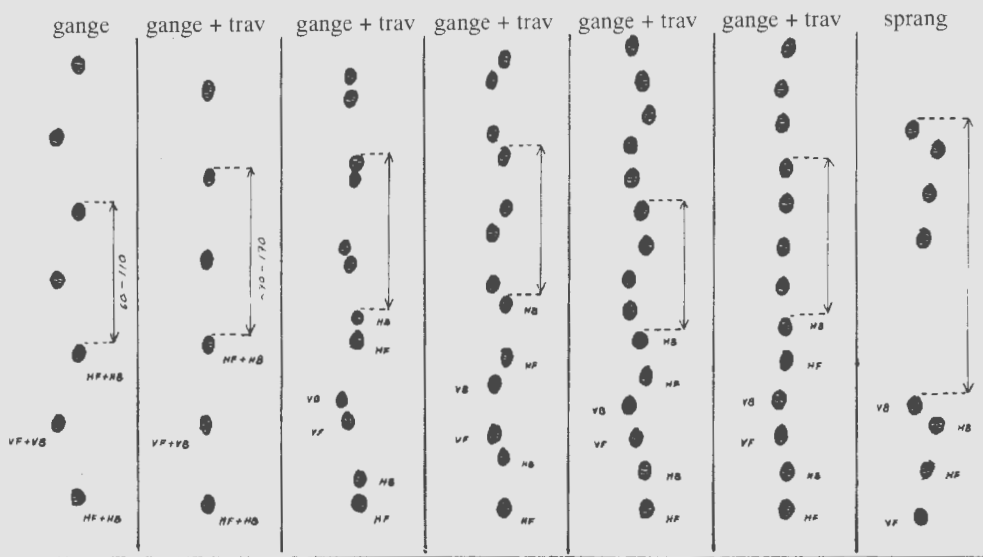 gange
gange + trav
gange + trav
gange + trav
gange + trav
gange + trav
sprang
60-110
-170
HF+HB
VF+VB
HF+HB
HF+HB
VF+VB
HF+HB
HB
HF
VB
VF
HB
HF
HB
HF
VB
VF
HB
HF
HB
HF
VB
VF
HB
HF
HB
HF
VB
VF
HB
HF
VB
HB
HF
VF